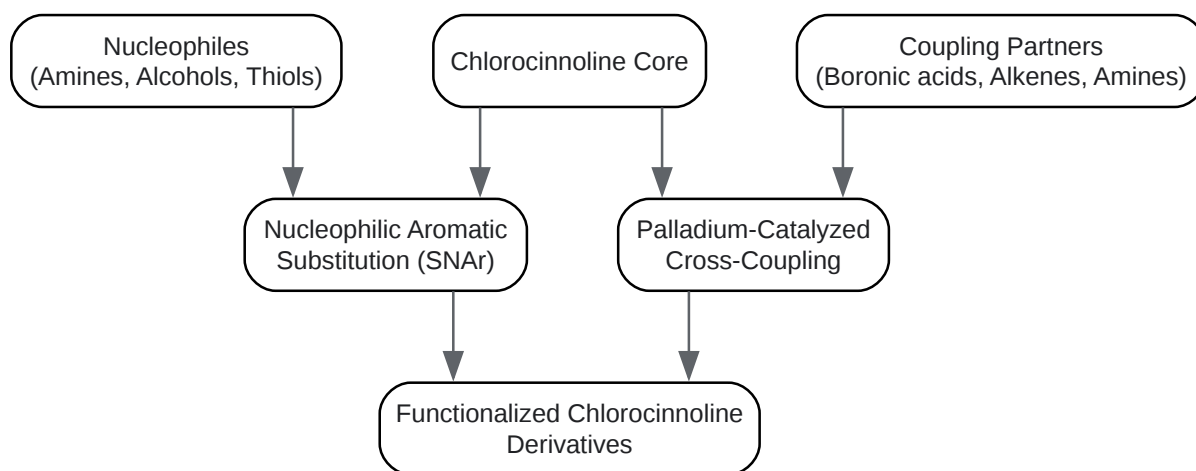 Nucleophiles
(Amines, Alcohols, Thiols)
Chlorocinnoline Core
Coupling Partners
(Boronic acids, Alkenes, Amines)
Nucleophilic Aromatic
Substitution (SNAr)
Palladium-Catalyzed
Cross-Coupling
Functionalized Chlorocinnoline
Derivatives